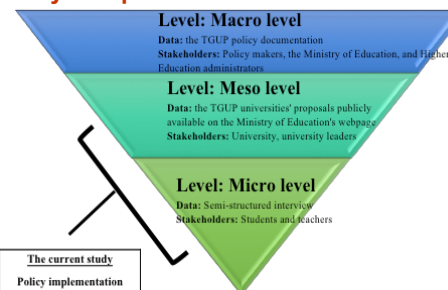 Level: Macro level
Data: the TGUP policy documentation
Stakeholders: Policy makers, the Ministry of Education, and Higher
Education administrators
Level: Meso level
Data: the TGUP universities' proposals publicly
available on the Ministry of Education's webpage
Stakeholders: University, university leaders
Level: Micro level
Data: Semi-structured interview
Stakeholders: Students and teachers
The current study
Policy implementation